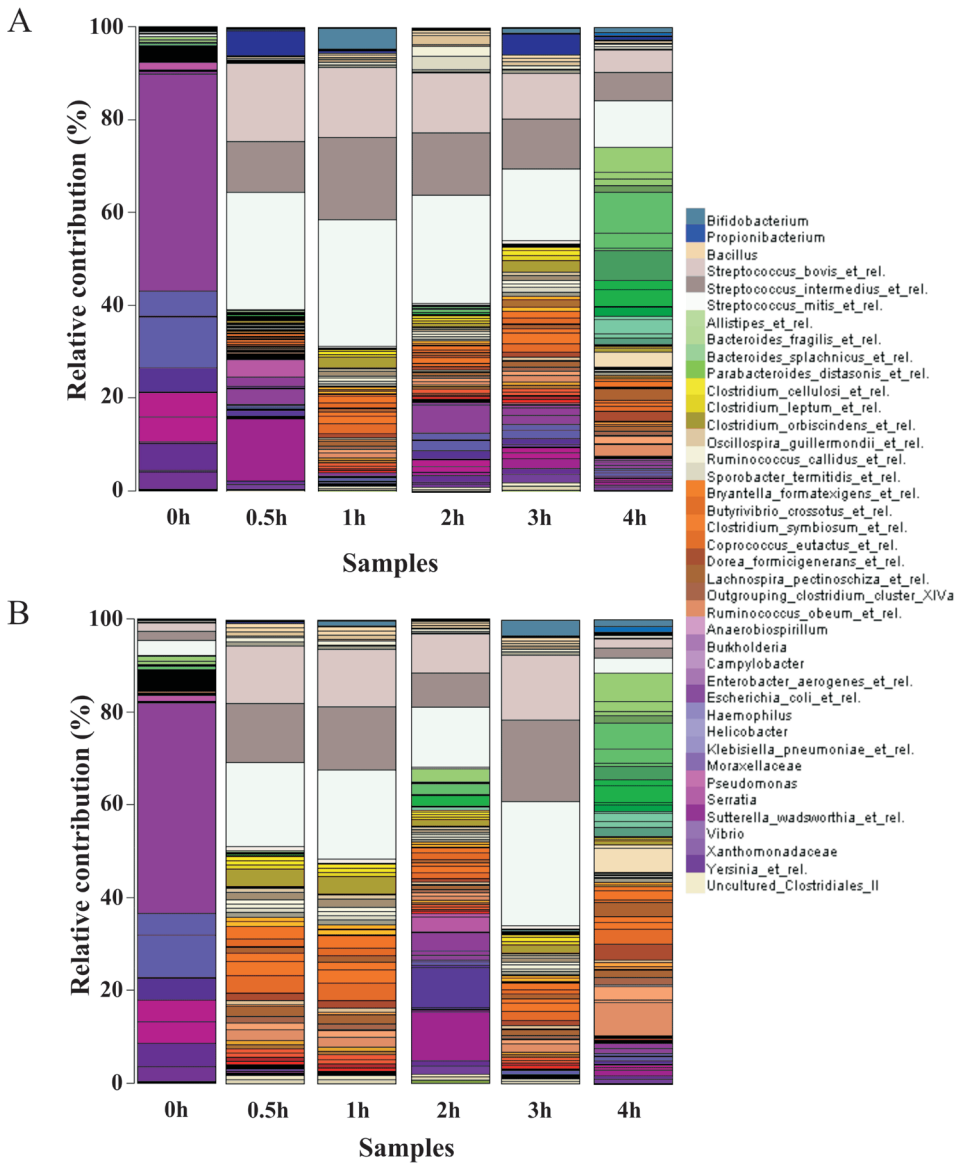 A
Relative contribution (%)
100
80
60
40
20
0
0h 0.5h 1h 2h 3h 4h
Samples
Bifidobacterium
Propionibacterium
Bacillus
Streptococcus_bovis_et_rel.
Streptococcus_intermedius_et_rel.
Streptococcus_mitis_et_rel.
Allistipes_et_rel.
Bacteroides_fragilis_et_rel.
Bacteroides_splachnicus_et_rel.
Parabacteroides_distasonis_et_rel.
Clostridium_cellulosi_et_rel.
Clostridium_leptum_et_rel.
Clostridium_orbiscindens_et_rel.
Oscillospira_guillermondii_et_rel.
Ruminococcus_callidus_et_rel.
Sporobacter_termitidis_et_rel.
Bryantella_formatexigens_et_rel.
Butyrivibrio_crossotus_et_rel.
Clostridium_symbiosum_et_rel.
Coprococcus_eutactus_et_rel.
Dorea_formicigenerans_et_rel.
Lachnospira_pectinoschiza_et_rel.
Outgrouping_clostridium_cluster_XIVa
Ruminococcus_obeum_et_rel.
Anaerobiospirillum
Burkholderia
Campylobacter
Enterobacter_aerogenes_et_rel.
Escherichia_coli_et_rel.
Haemophilus
Helicobacter
Klebisiella_pneumoniae_et_rel.
Moraxellaceae
Pseudomonas
Serratia
Sutterella_wadsworthia_et_rel.
Vibrio
Xanthomonadaceae
Yersinia_et_rel.
Uncultured_Clostridiales_II
B
Relative contribution (%)
100
80
60
40
20
0
0h 0.5h 1h 2h 3h 4h
Samples